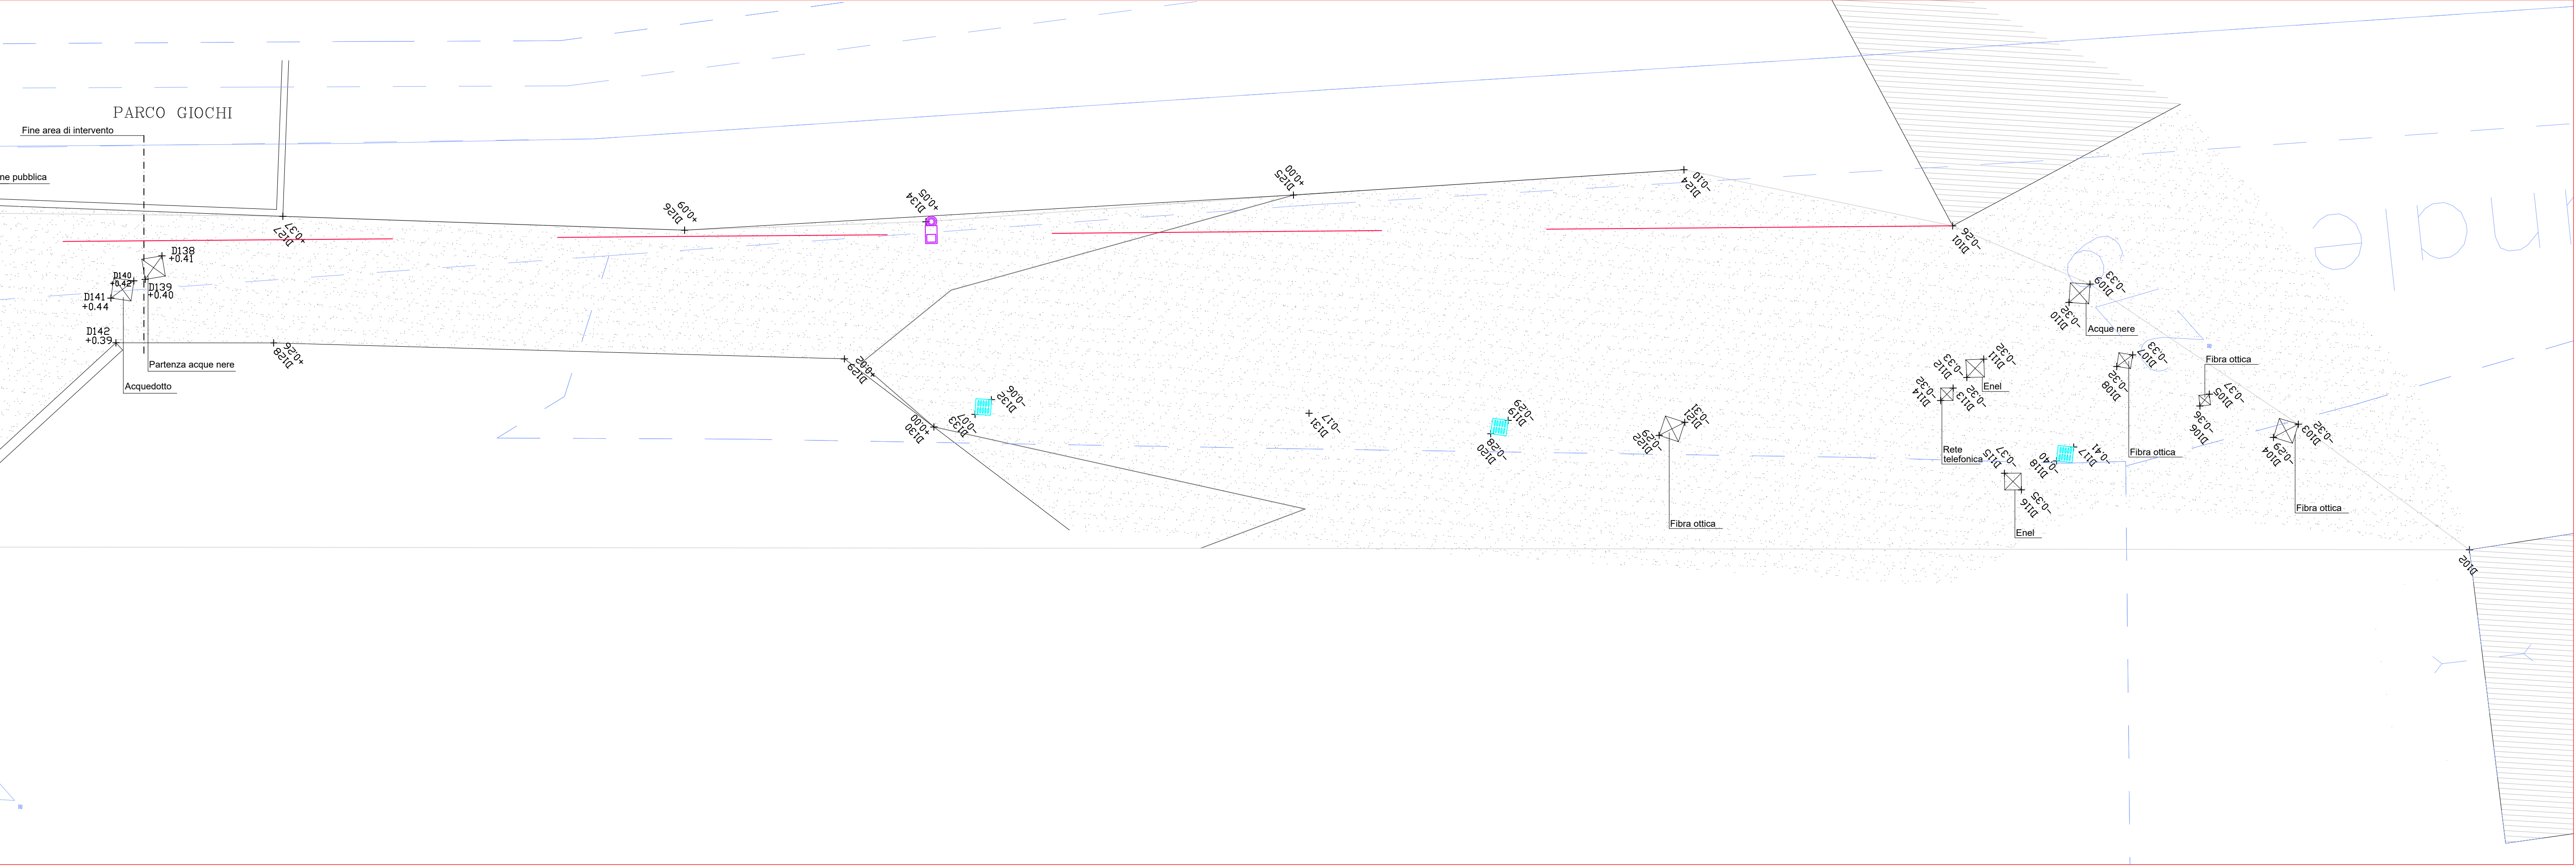 PARCO GIOCHI
Fine area di intervento
ne pubblica
D127
+0.37
D126
+0.09
D134
+0.05
D125
+0.00
D124
-0.10
D101
-0.26
D138
+0.41
D139
+0.40
D140
+0.42
D141
+0.44
D142
+0.39
D128
+0.26
Partenza acque nere
Acquedotto
D129
+0.02
D130
+0.00
D132
-0.06
D133
-0.07
D131
-0.17
D119
-0.29
D120
-0.28
D121
-0.31
D122
-0.29
Fibra ottica
D109
-0.33
D110
-0.32
Acque nere
D111
-0.32
D112
-0.33
D113
-0.32
D114
-0.32
Enel
Rete
telefonica
D107
-0.33
D108
-0.32
Fibra ottica
Fibra ottica
D105
-0.37
D106
-0.36
D103
-0.32
D104
-0.29
Fibra ottica
D115
-0.37
D116
-0.35
Enel
D117
-0.41
D118
-0.40
D102